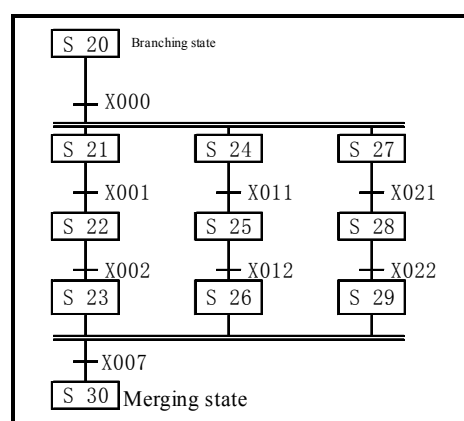 S 20 Branching state
X000
S 21 S 24 S 27
X001 X011 X021
S 22 S 25 S 28
X002 X012 X022
S 23 S 26 S 29
X007
S 30 Merging state